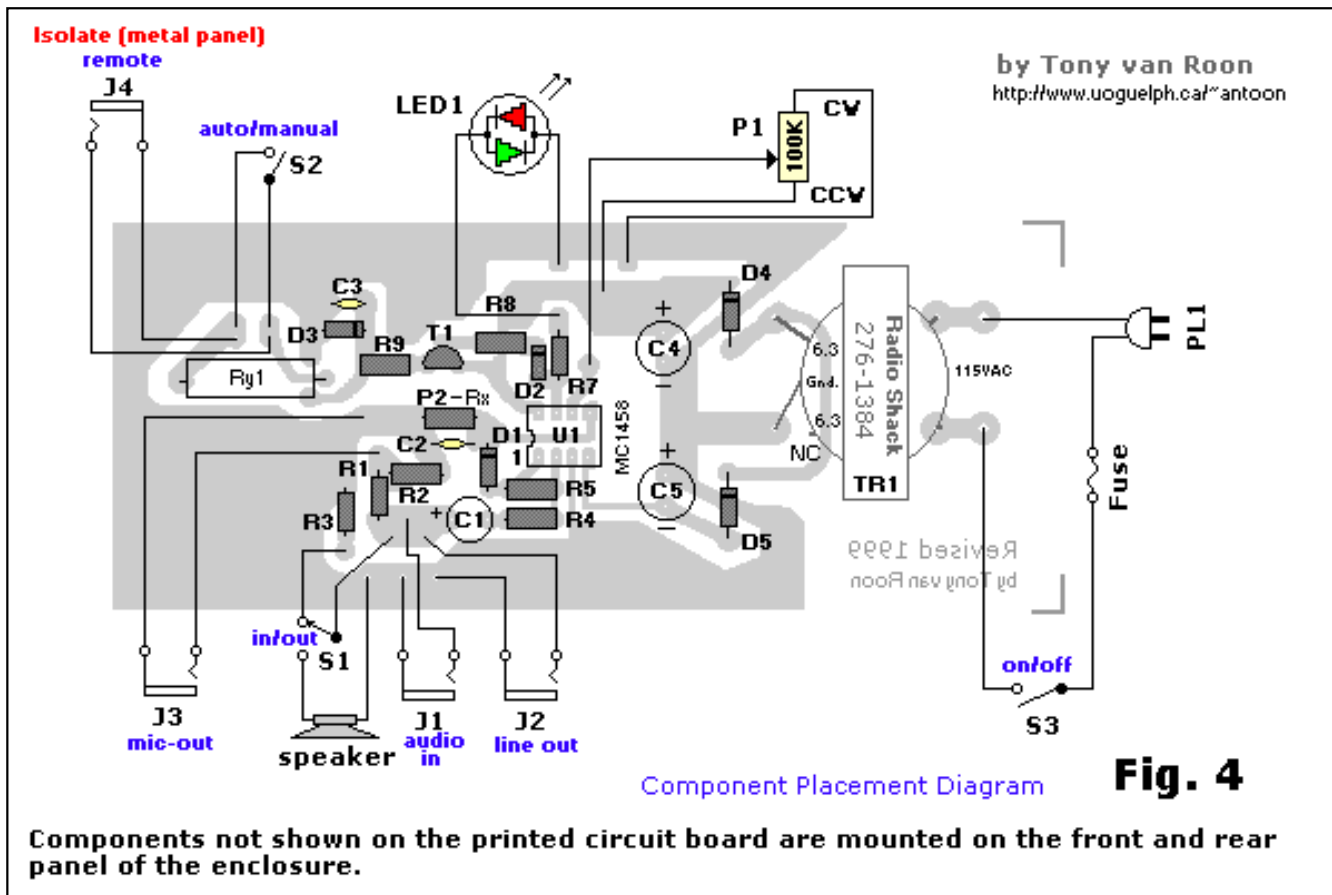 Isolate (metal panel)
remote
J4
auto/manual
S2
LED1
P1
100K
CW
CCW
by Tony van Roon
http://www.uoguelph.ca/~antoon
C3
D3
R9
T1
R8
D2
R7
Ry1
P2-Rx
C2
D1
1
U1
MC1458
R1
R2
R3
R5
R4
+
C1
+
C4
−
+
C5
−
D4
D5
6.3
Gnd.
6.3
NC
Radio Shack
276-1384
TR1
115VAC
PL1
Fuse
Revised 1999
by Tony van Roon
in/out
S1
on/off
S3
J3
mic-out
speaker
J1
audio
in
J2
line out
Component Placement Diagram
Fig. 4
Components not shown on the printed circuit board are mounted on the front and rear
panel of the enclosure.